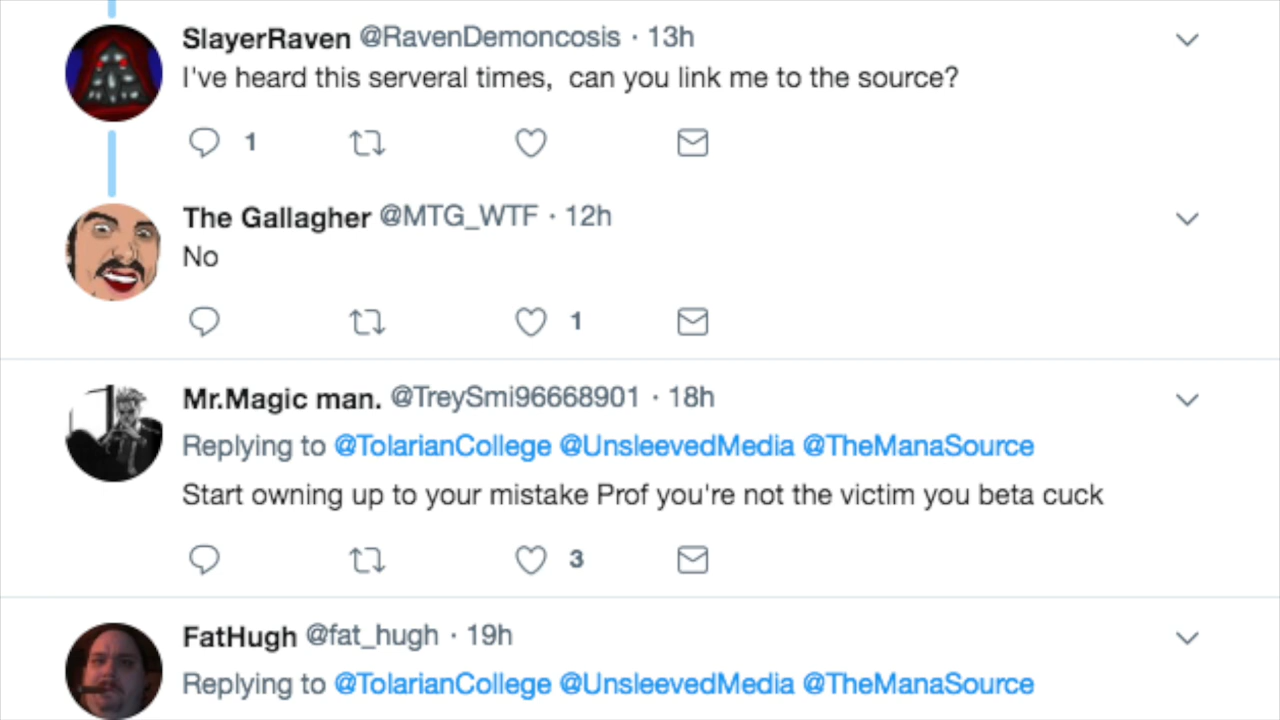 SlayerRaven @RavenDemoncosis · 13h
I've heard this serveral times, can you link me to the source?
1
The Gallagher @MTG_WTF · 12h
No
1
Mr.Magic man. @TreySmi96668901 · 18h
Replying to @TolarianCollege @UnsleevedMedia @TheManaSource
Start owning up to your mistake Prof you're not the victim you beta cuck
3
FatHugh @fat_hugh · 19h
Replying to @TolarianCollege @UnsleevedMedia @TheManaSource